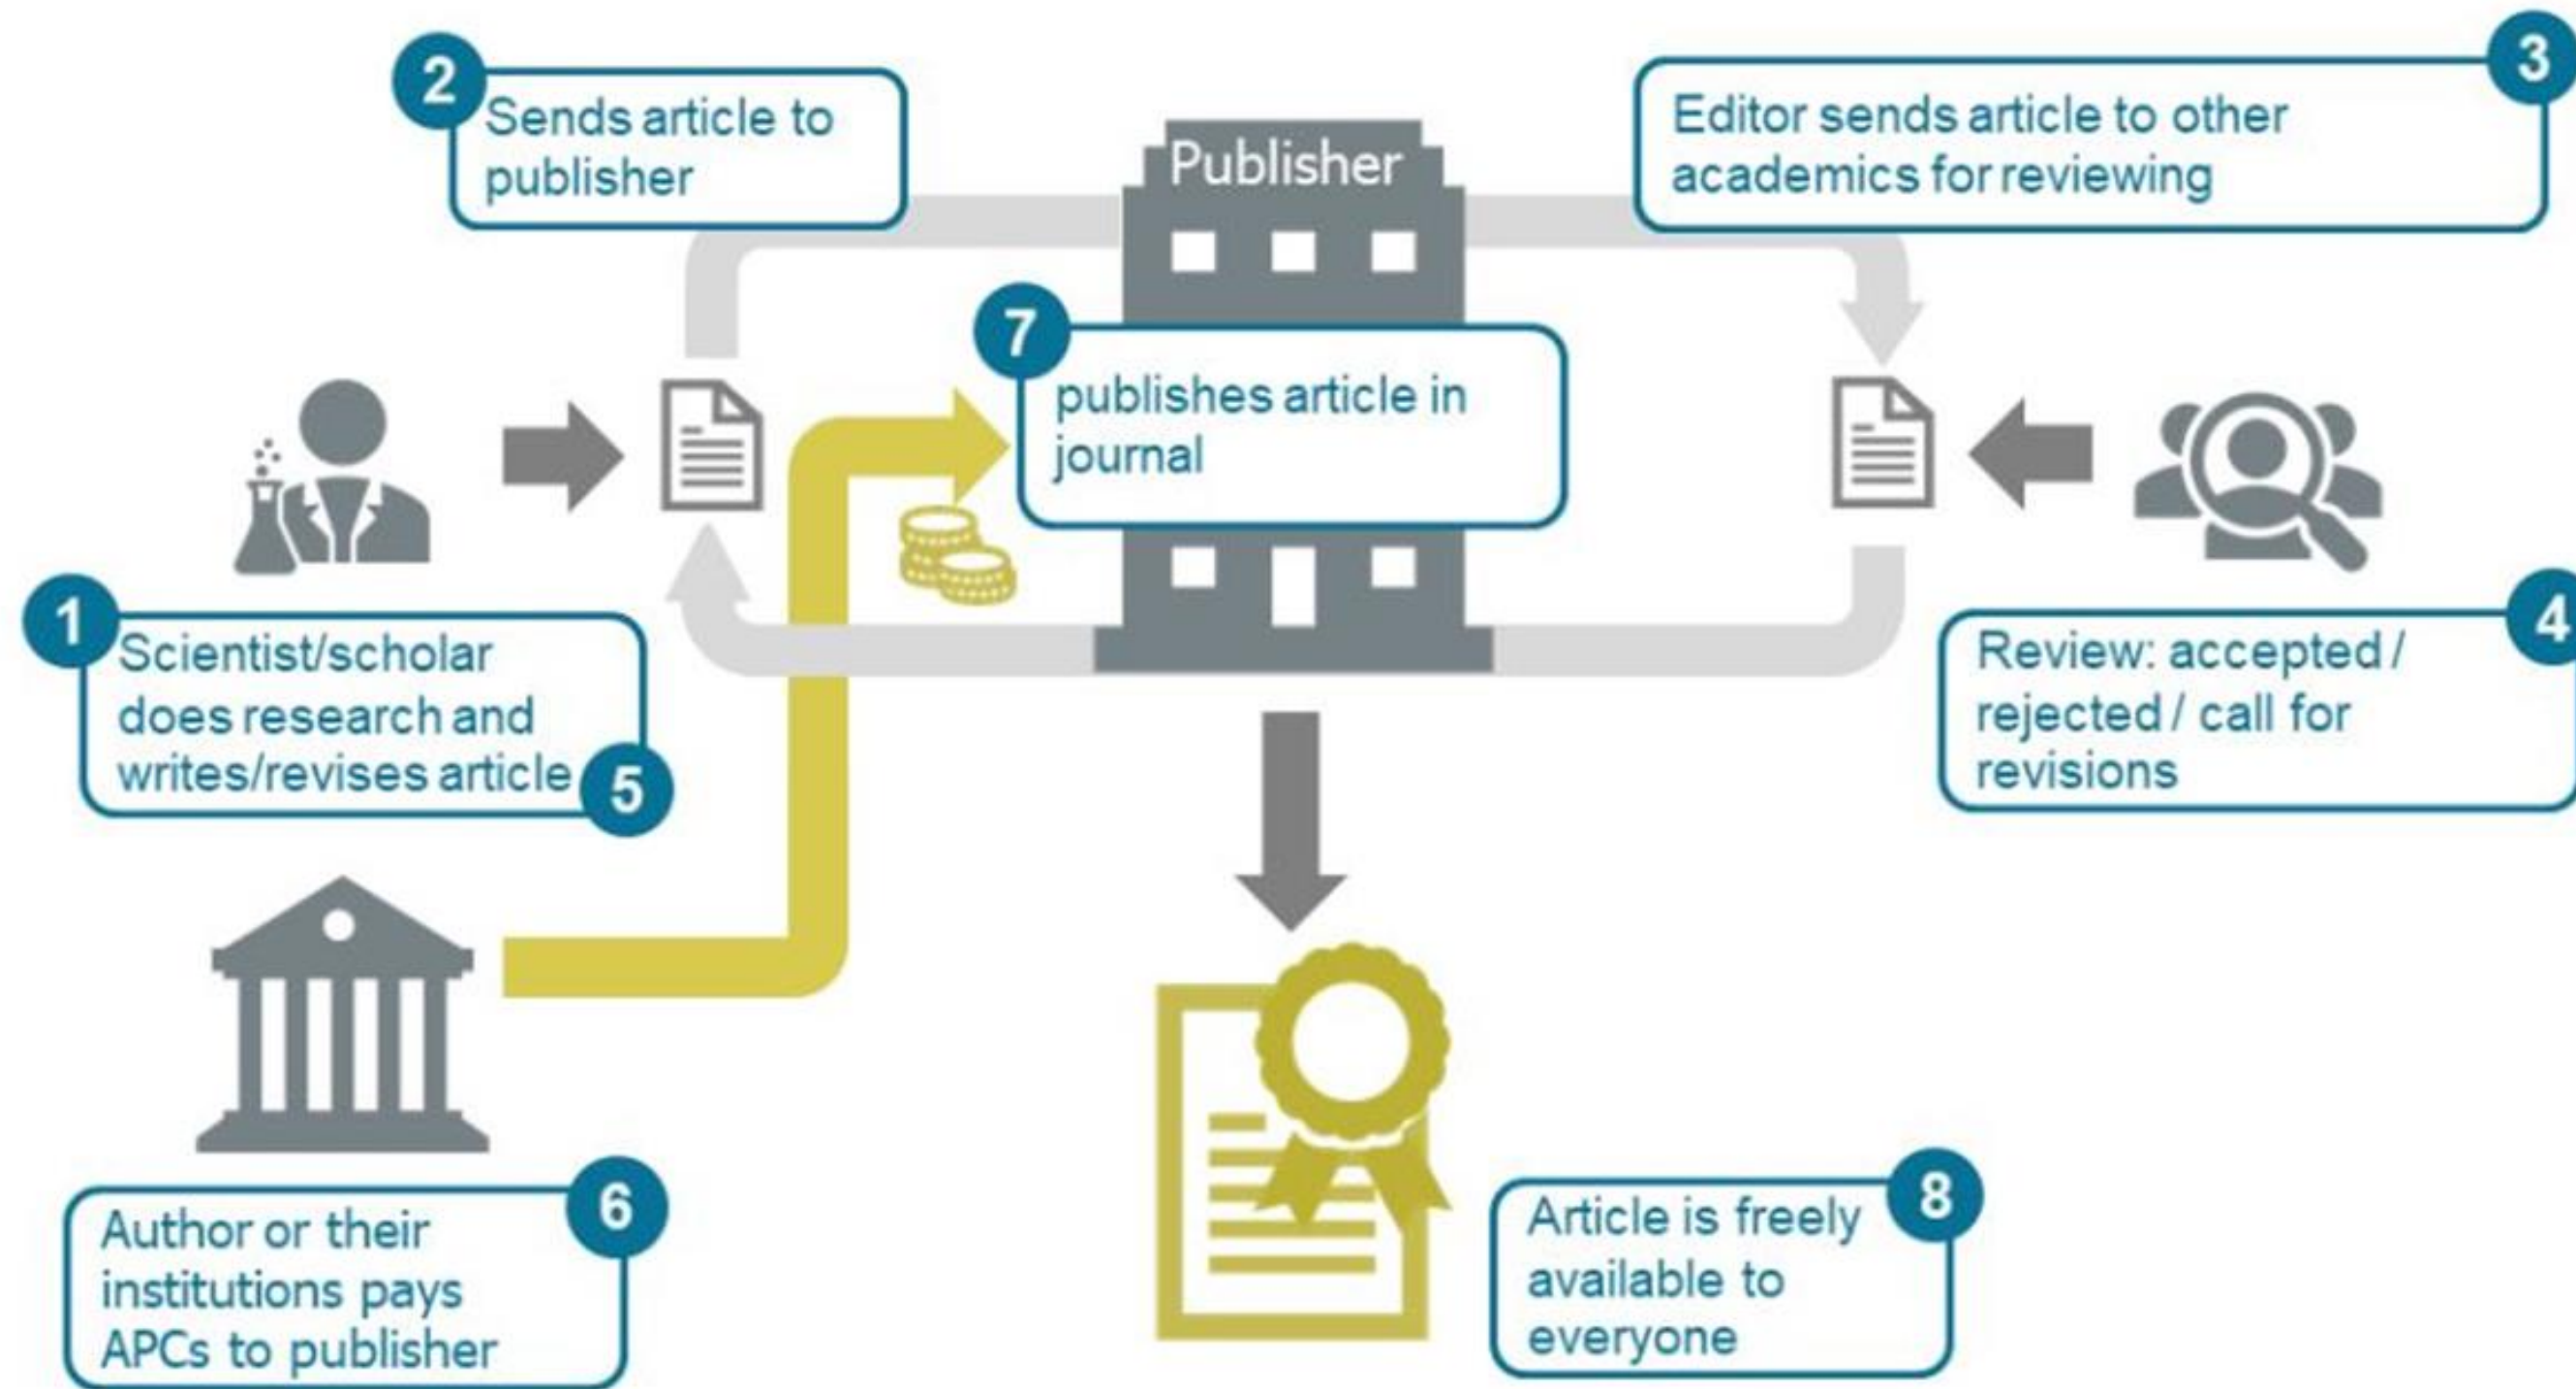 2
Sends article to
publisher
3
Editor sends article to other
academics for reviewing
Publisher
7
publishes article in
journal
1
Scientist/scholar
does research and
writes/revises article
5
4
Review: accepted /
rejected / call for
revisions
6
Author or their
institutions pays
APCs to publisher
8
Article is freely
available to
everyone